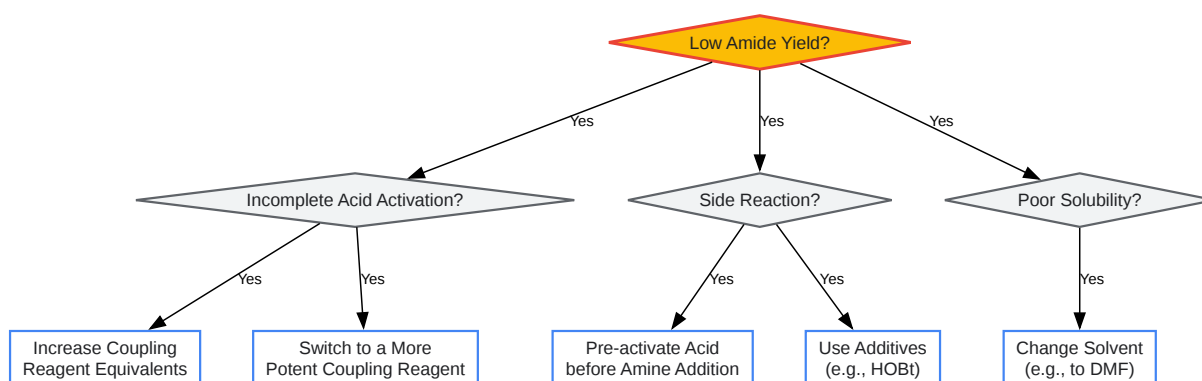 Low Amide Yield?
Yes
Yes
Yes
Incomplete Acid Activation?
Side Reaction?
Poor Solubility?
Yes
Yes
Yes
Yes
Yes
Increase Coupling
Reagent Equivalents
Switch to a More
Potent Coupling Reagent
Pre-activate Acid
before Amine Addition
Use Additives
(e.g., HOBt)
Change Solvent
(e.g., to DMF)